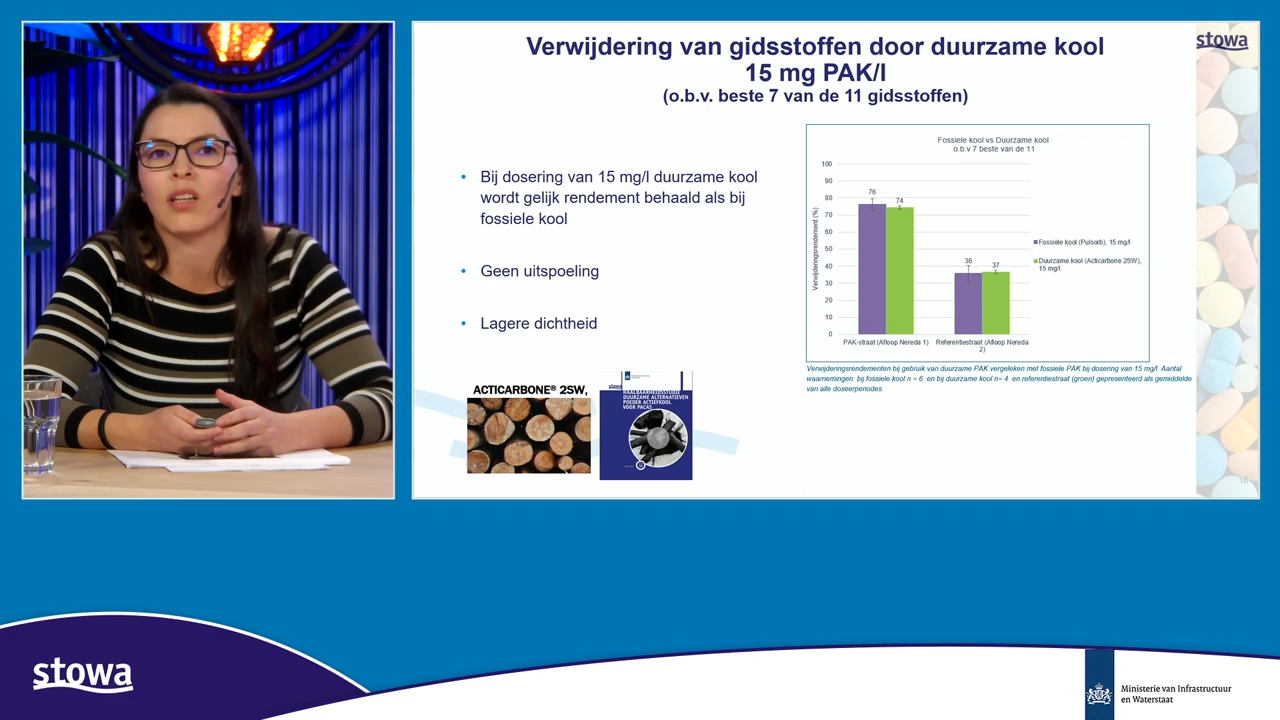 Verwijdering van gidsstoffen door duurzame kool
15 mg PAK/l
(o.b.v. beste 7 van de 11 gidsstoffen)
stowa
• Bij dosering van 15 mg/l duurzame kool
wordt gelijk rendement behaald als bij
fossiele kool
• Geen uitspoeling
• Lagere dichtheid
Fossiele kool vs Duurzame kool
o.b.v 7 beste van de 11
Verwijderingsrendement (%)
100
90
80
70
60
50
40
30
20
10
0
76
74
36
37
PAK-straat (Afloop Nereda 1)
Referentiestraat (Afloop Nereda
2)
Fossiele kool (Pulsorb), 15 mg/l
Duurzame kool (Acticarbone 2SW),
15 mg/l
Verwijderingsrendementen bij gebruik van duurzame PAK vergeleken met fossiele PAK bij dosering van 15 mg/l. Aantal
waarnemingen: bij fossiele kool n = 6 en bij duurzame kool n= 4 en referentiestraat (groen) gepresenteerd als gemiddelde
van alle doseerperiodes
ACTICARBONE® 2SW,
DUURZAME ALTERNATIEVEN
POEDER ACTIEFKOOL
VOOR PACAS
16
stowa
Ministerie van Infrastructuur
en Waterstaat